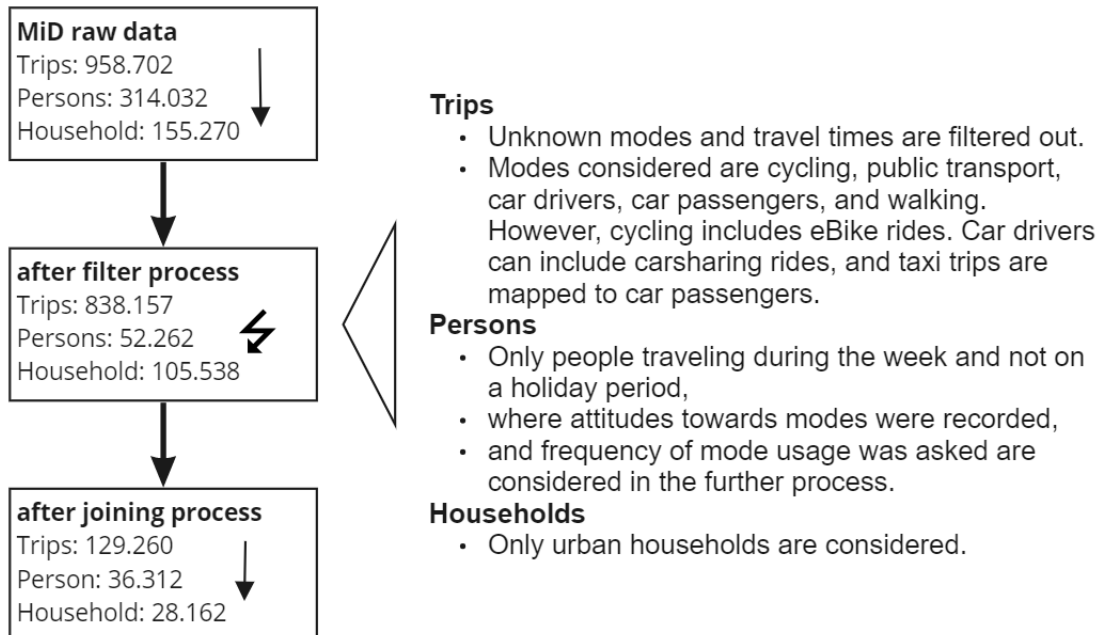 MiD raw data
Trips: 958.702
Persons: 314.032
Household: 155.270
after filter process
Trips: 838.157
Persons: 52.262
Household: 105.538
after joining process
Trips: 129.260
Person: 36.312
Household: 28.162
Trips
• Unknown modes and travel times are filtered out.
• Modes considered are cycling, public transport,
car drivers, car passengers, and walking.
However, cycling includes eBike rides. Car drivers
can include carsharing rides, and taxi trips are
mapped to car passengers.
Persons
• Only people traveling during the week and not on
a holiday period,
• where attitudes towards modes were recorded,
• and frequency of mode usage was asked are
considered in the further process.
Households
• Only urban households are considered.